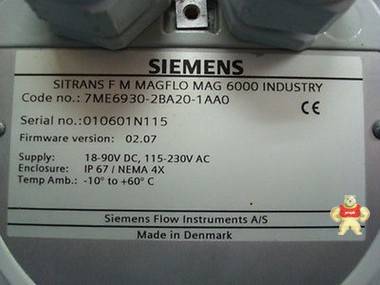 SIEMENS
SITRANS F M MAGFLO MAG 6000 INDUSTRY
Code no.: 7ME6930-2BA20-1AA0
CE
Serial no.: 010601N115
Firmware version: 02.07
Supply: 18-90V DC, 115-230V AC
Enclosure: IP 67 / NEMA 4X
Temp Amb.: -10° to +60° C
Siemens Flow Instruments A/S
Made in Denmark